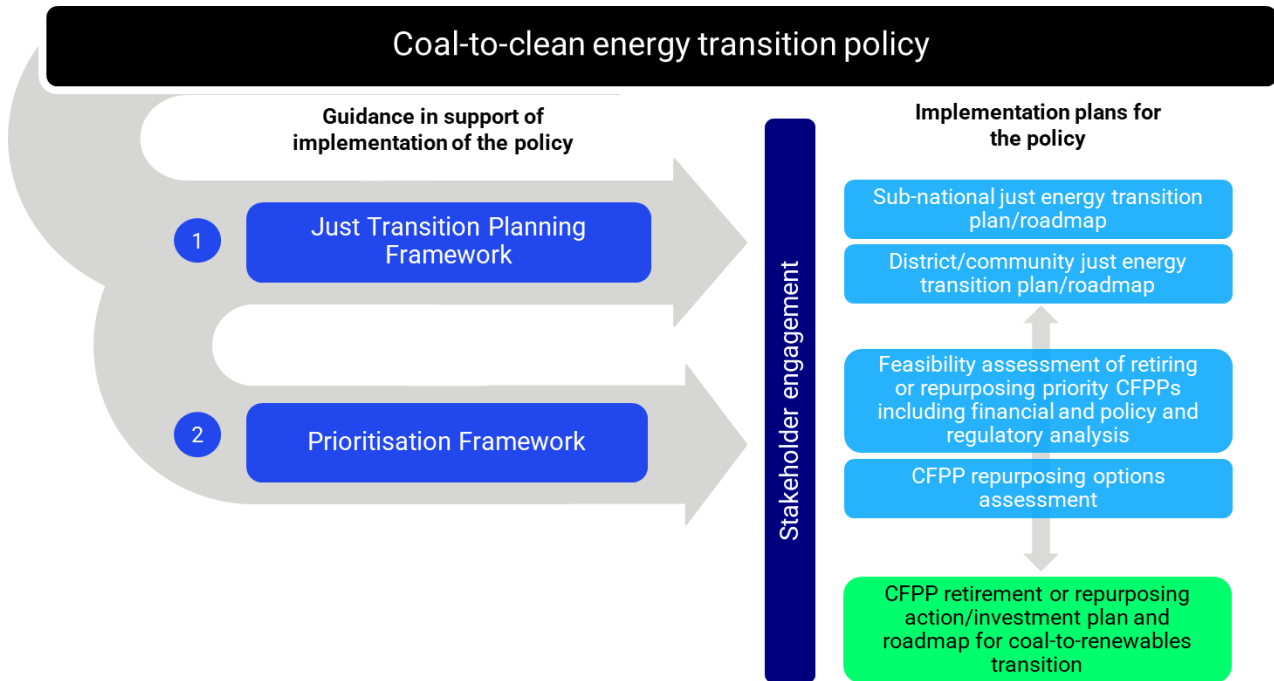 Coal-to-clean energy transition policy
Guidance in support of
implementation of the policy
1
Just Transition Planning
Framework
2
Prioritisation Framework
Stakeholder engagement
Implementation plans for
the policy
Sub-national just energy transition
plan/roadmap
District/community just energy
transition plan/roadmap
Feasibility assessment of retiring
or repurposing priority CFPPs
including financial and policy and
regulatory analysis
CFPP repurposing options
assessment
CFPP retirement or repurposing
action/investment plan and
roadmap for coal-to-renewables
transition